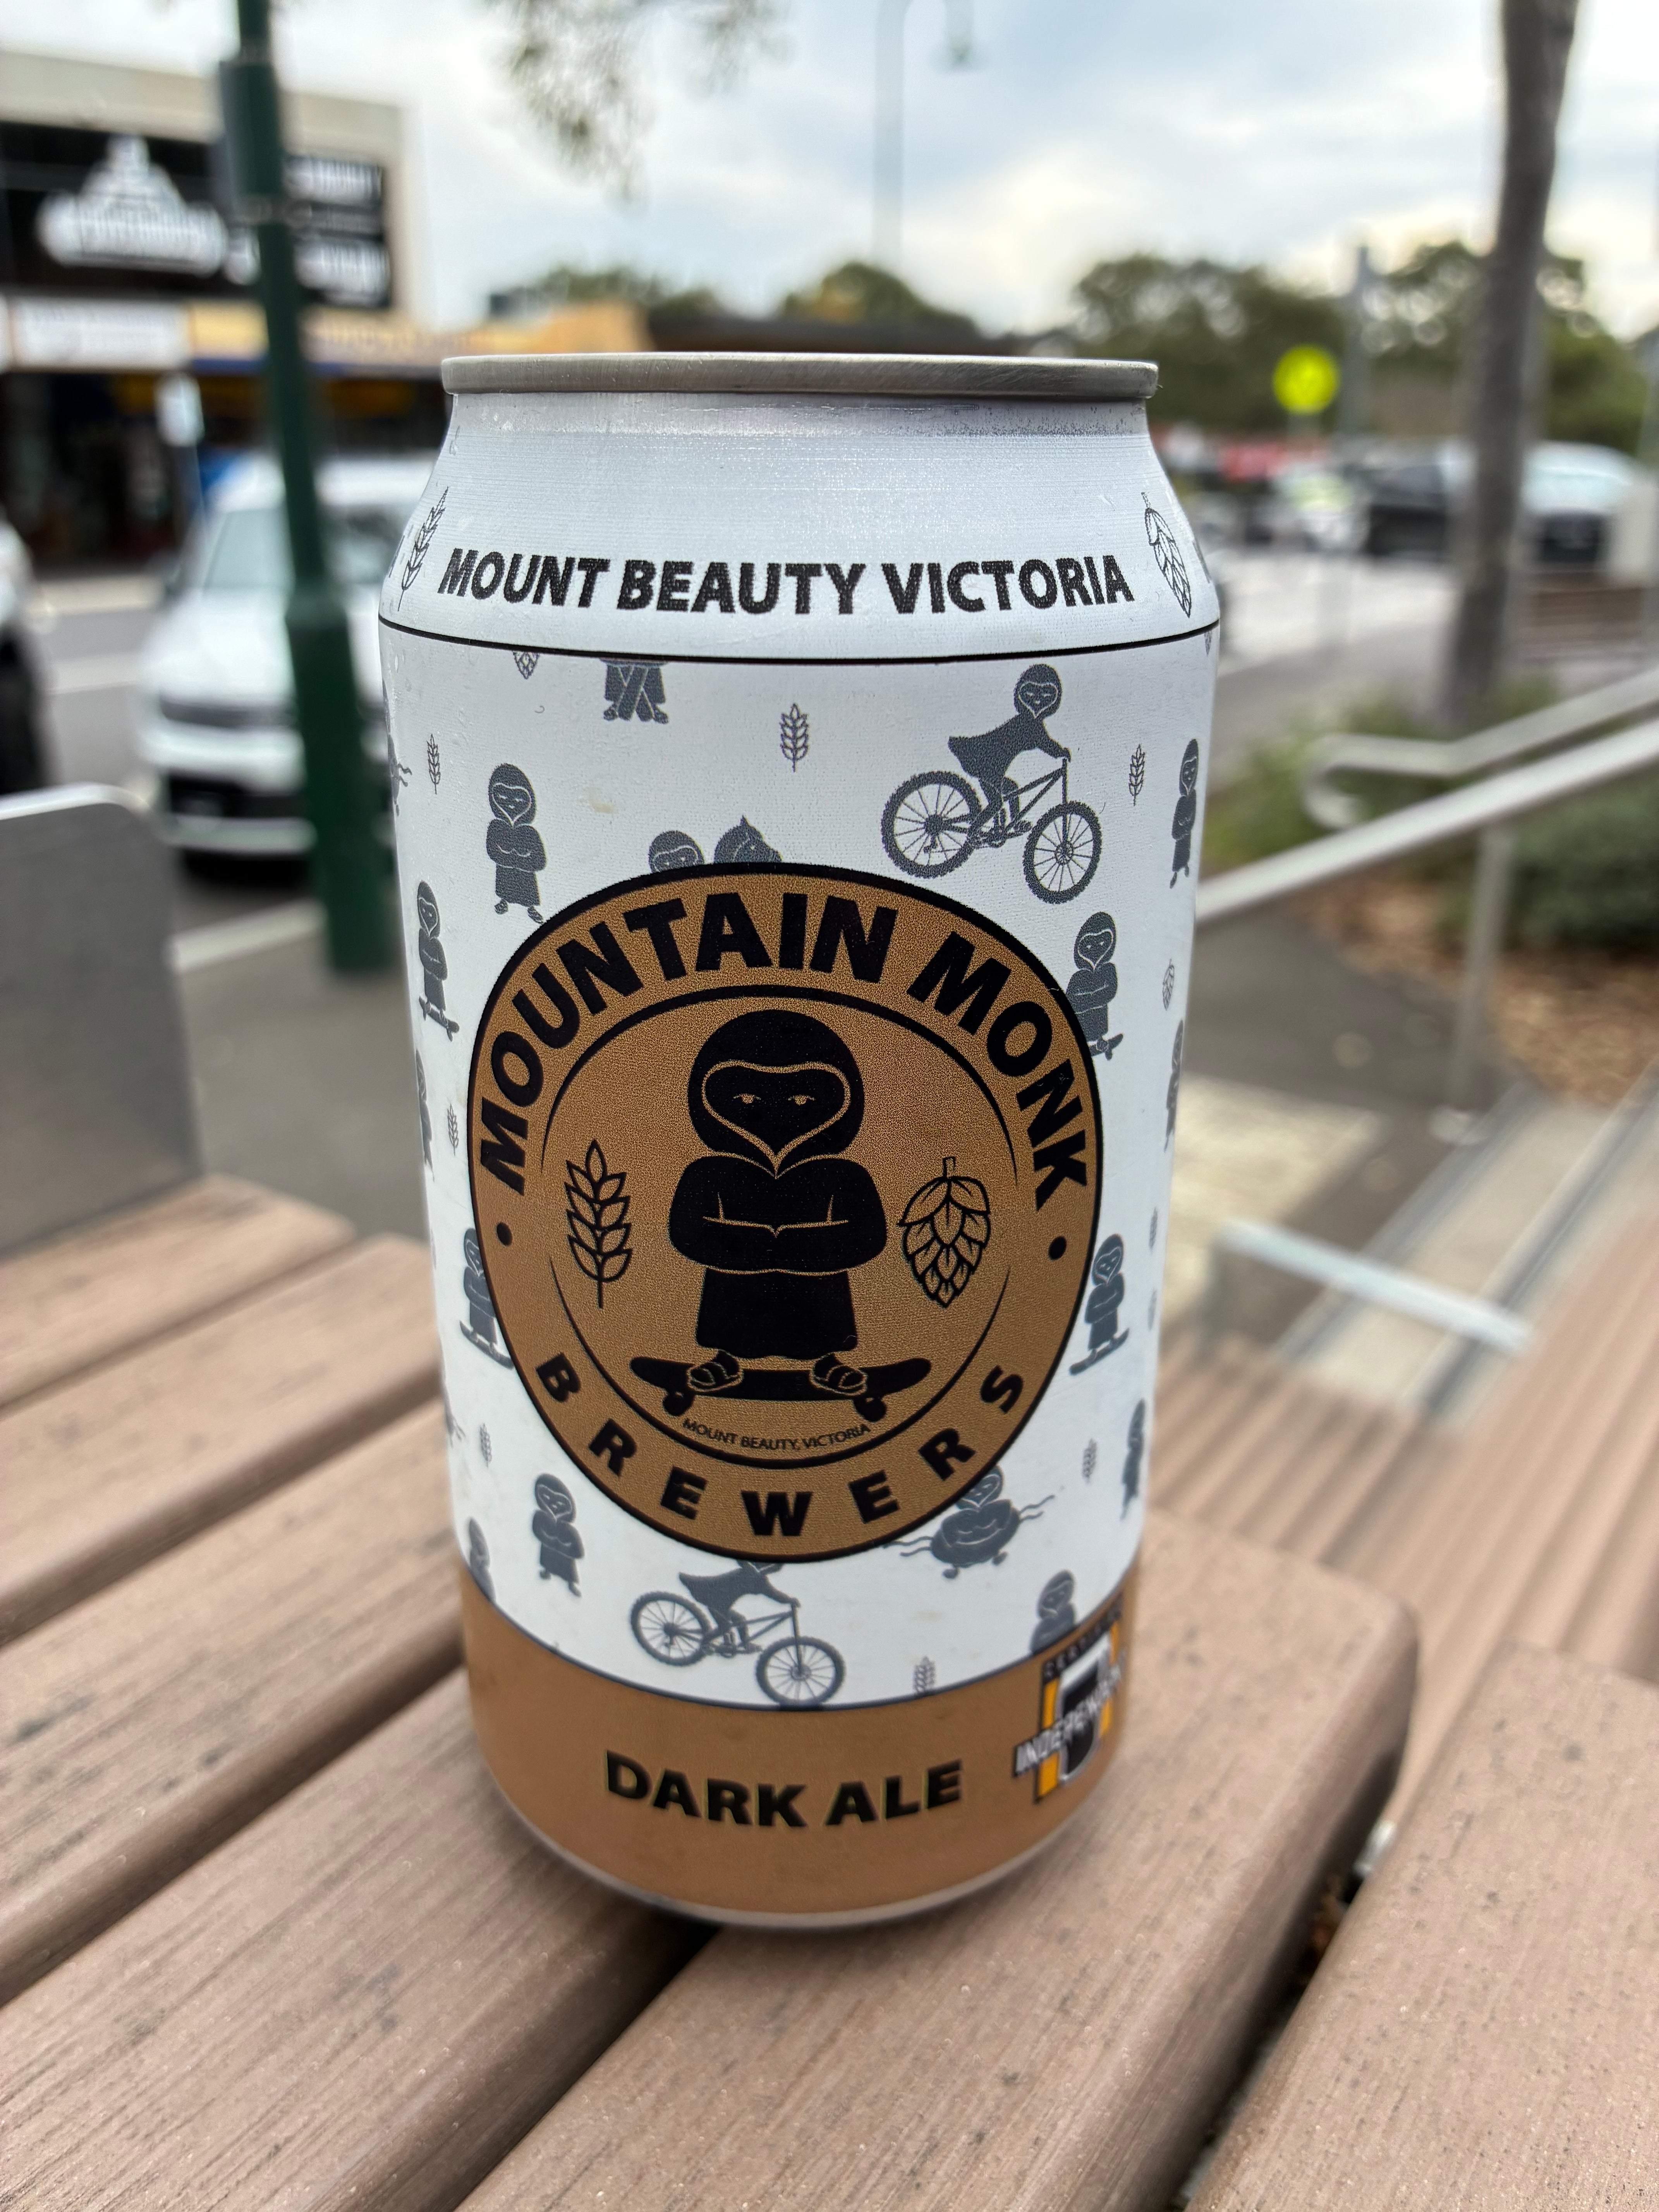 MOUNT BEAUTY VICTORIA
MOUNTAIN MONK
MOUNT BEAUTY, VICTORIA
BREWERS
INDEPENDENT
DARK ALE